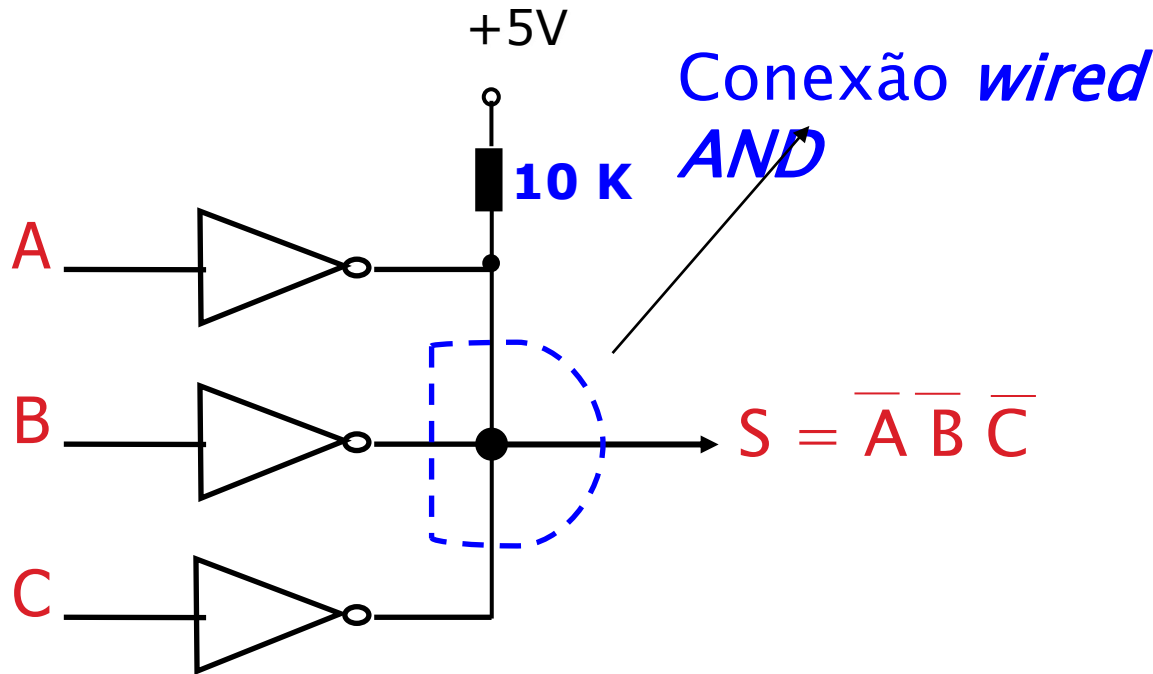 +5V
Conexão wired
AND
10 K
A
B
S = A̅ B̅ C̅
C